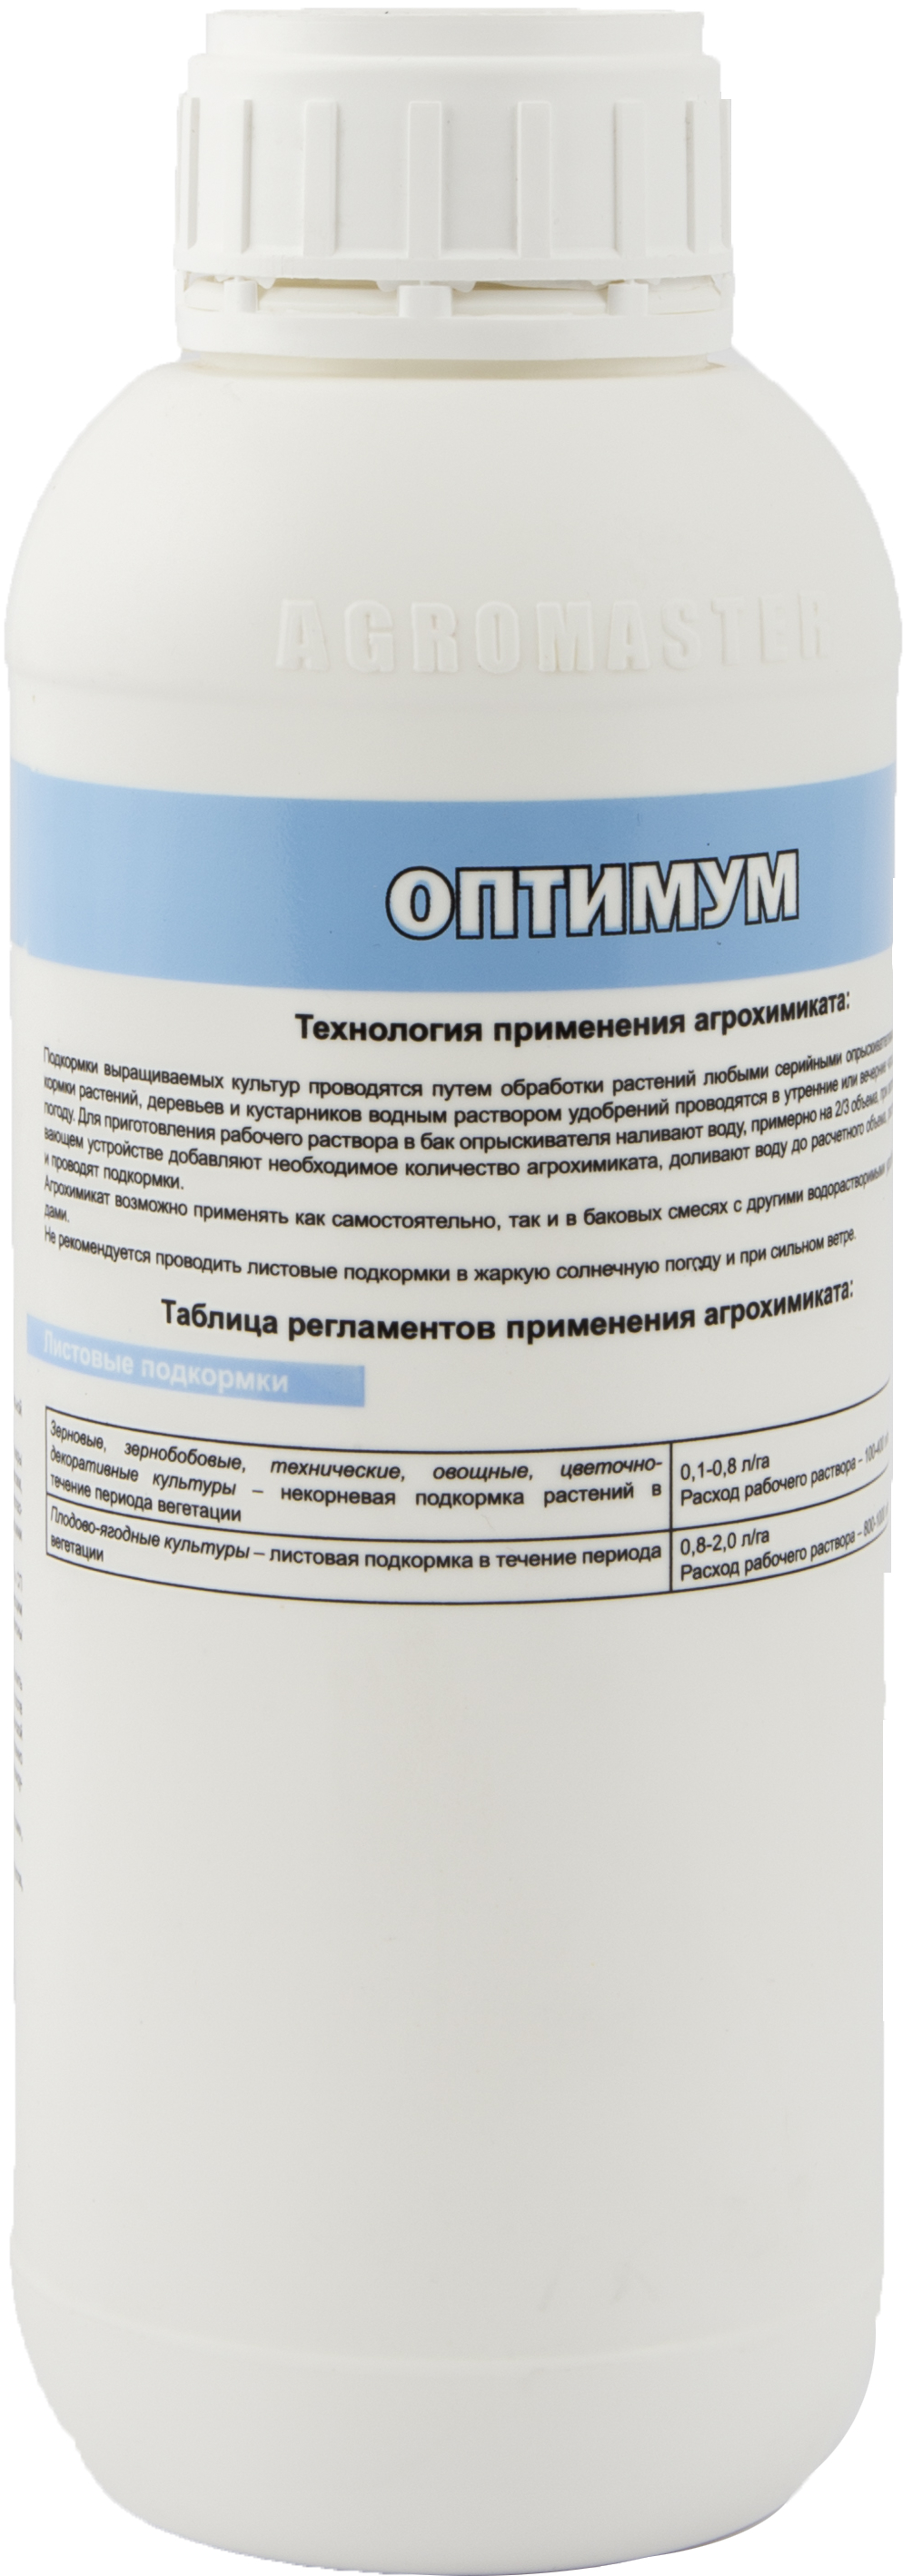 AGROMASTER
ОПТИМУМ
Технология применения агрохимиката:
Подкормки выращиваемых культур проводятся путем обработки растений любыми серийными
кормки растений, деревьев и кустарников водным раствором удобрений проводятся в утренние или вечерние
погоду. Для приготовления рабочего раствора в бак опрыскивателя наливают воду, примерно на 2/3 объема, при
вающем устройстве добавляют необходимое количество агрохимиката, доливают воду до расчетного объема,
и проводят подкормки.
Агрохимикат возможно применять как самостоятельно, так и в баковых смесях с другими водорастворимыми
дами.
Не рекомендуется проводить листовые подкормки в жаркую солнечную погоду и при сильном ветре.
Таблица регламентов применения агрохимиката:
Листовые подкормки
Зерновые, зернобобовые, технические, овощные, цветочно-
декоративные культуры – некорневая подкормка растений в
течение периода вегетации
0,1-0,8 л/га
Расход рабочего раствора – 100-400
Плодово-ягодные культуры – листовая подкормка в течение периода
вегетации
0,8-2,0 л/га
Расход рабочего раствора – 800-1000